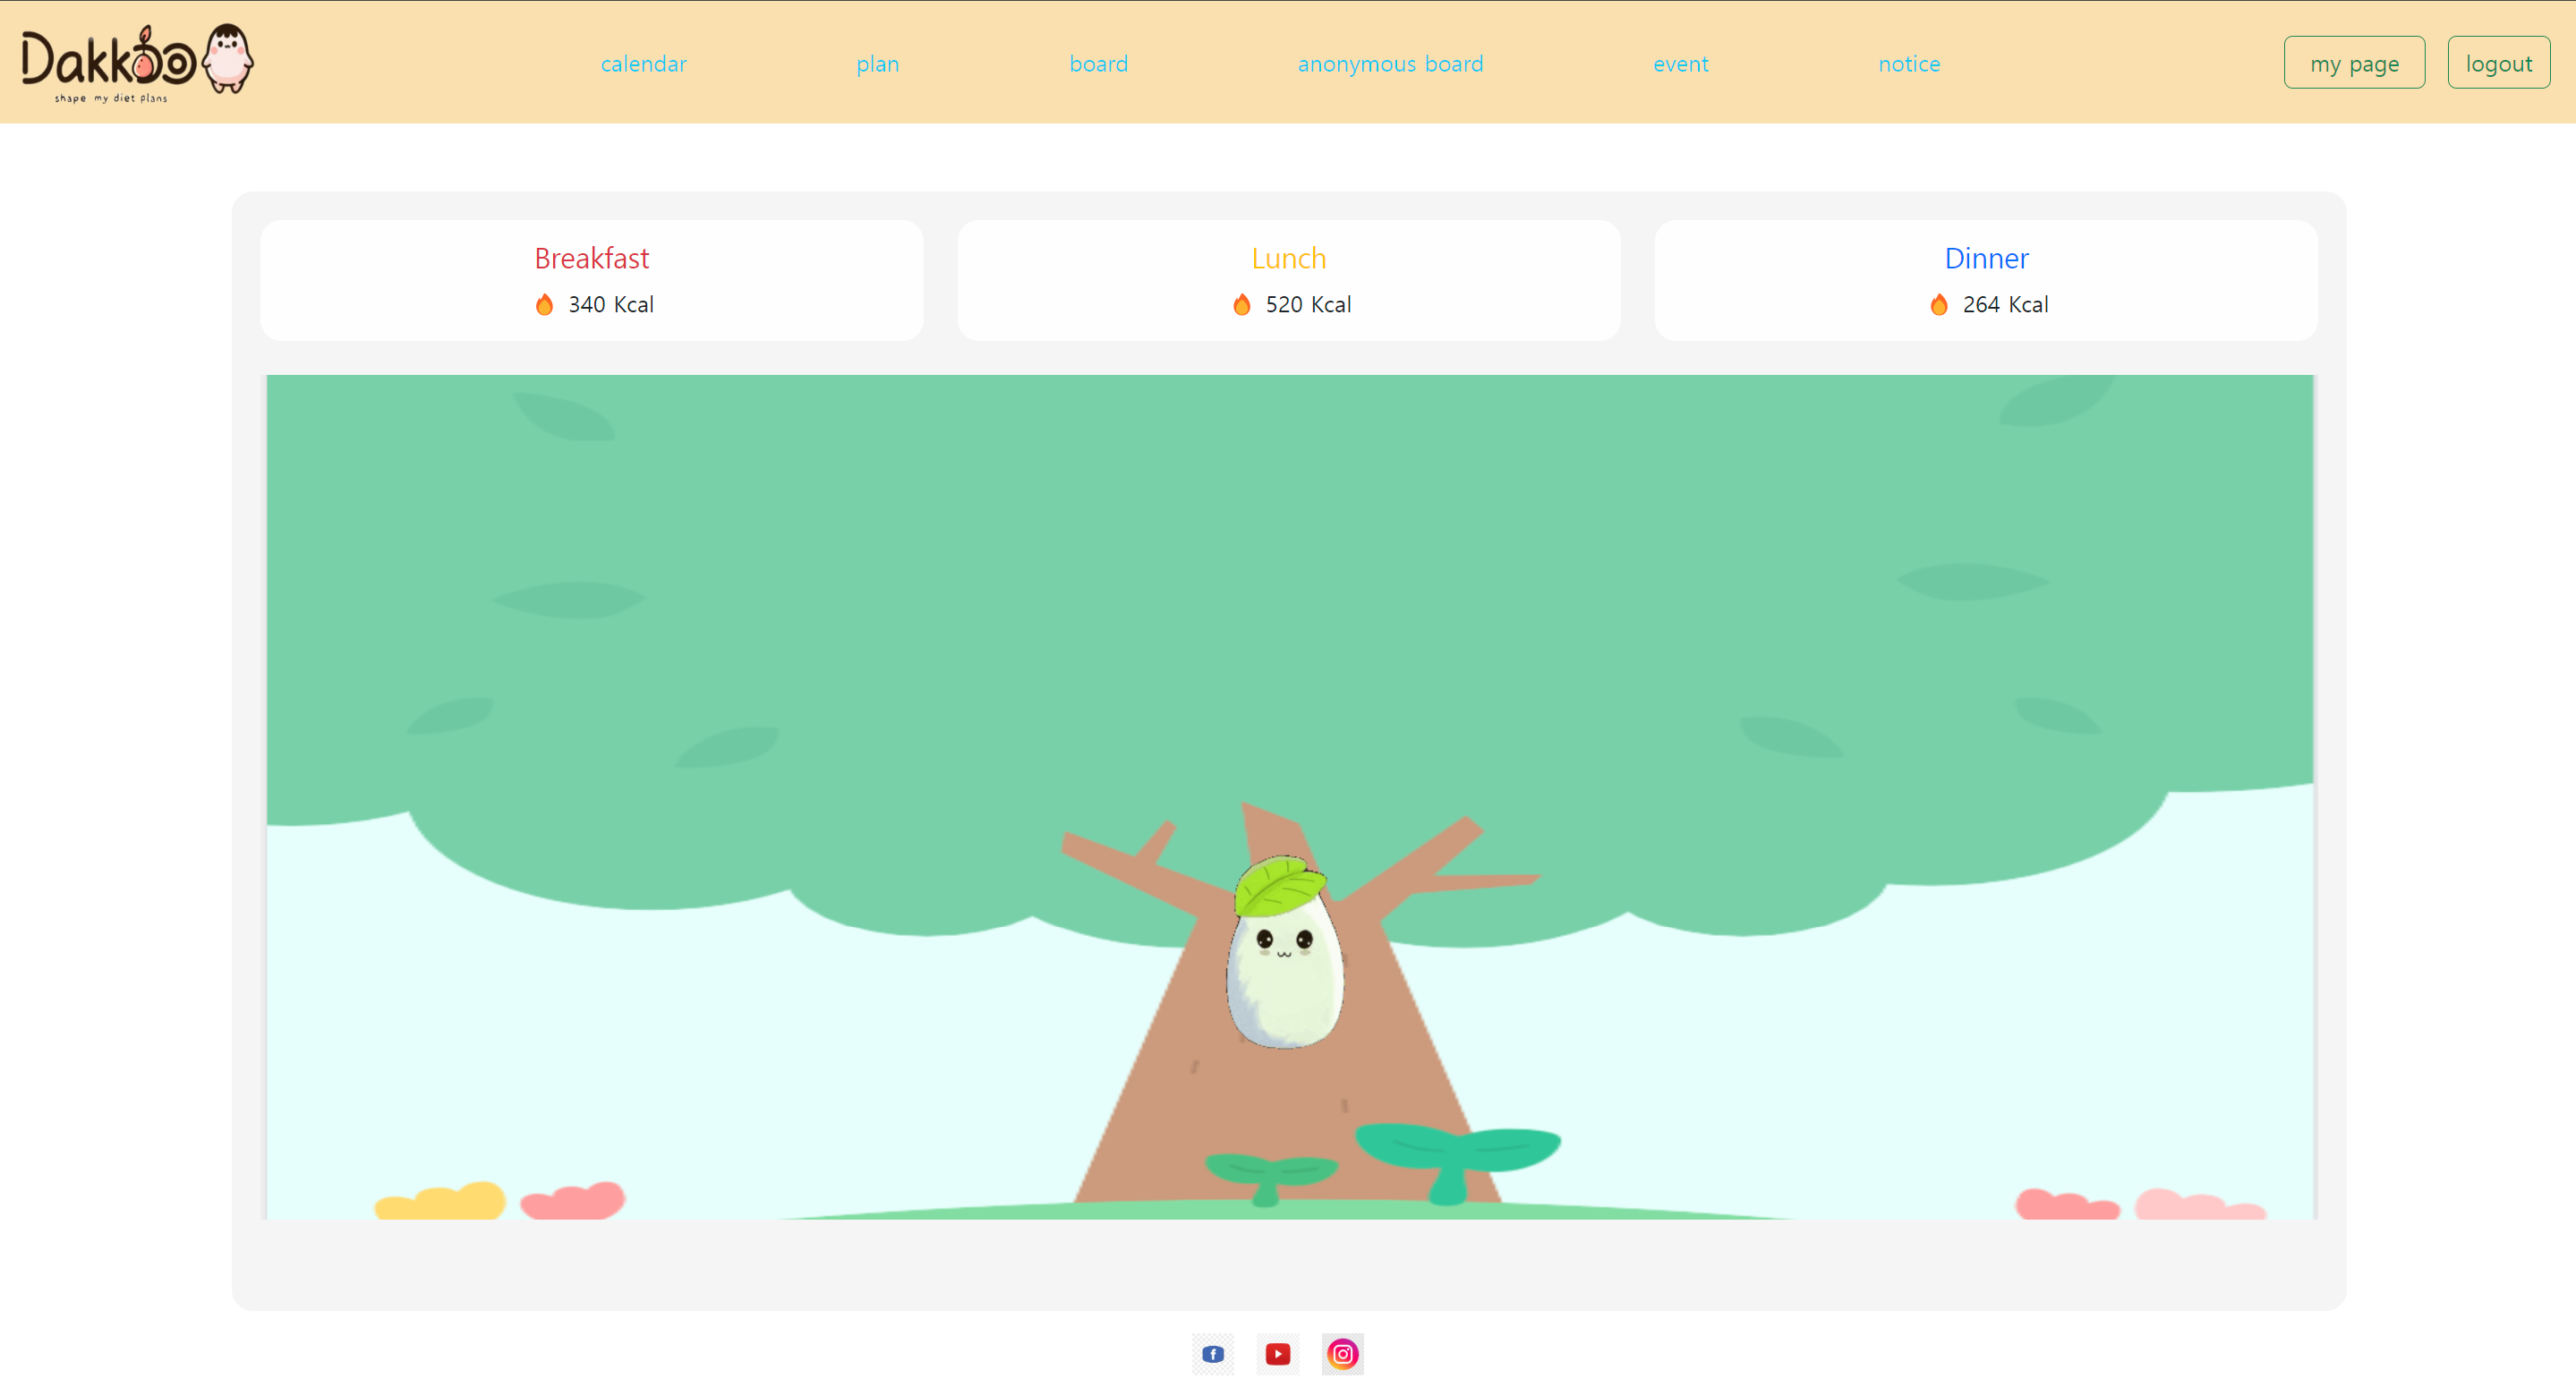 Dakkoo
shape my diet plans
calendar
plan
board
anonymous board
event
notice
my page
logout
Breakfast
340 Kcal
Lunch
520 Kcal
Dinner
264 Kcal